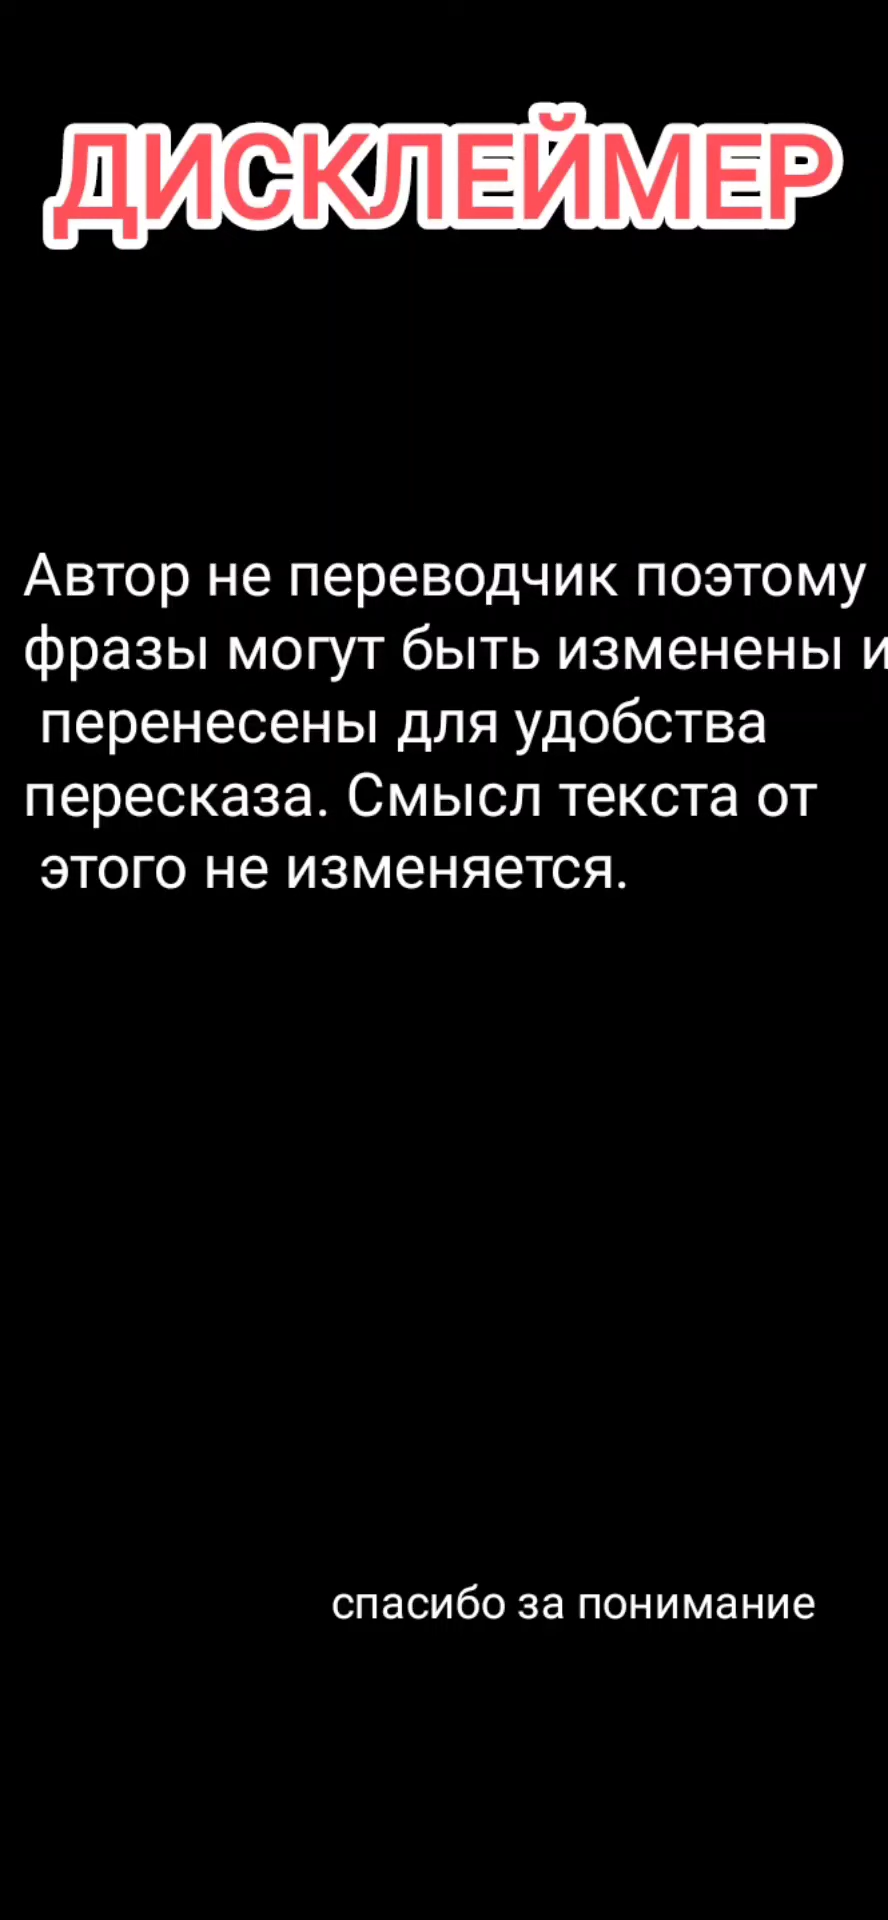 ДИСКЛЕЙМЕР
Автор не переводчик поэтому
фразы могут быть изменены и
перенесены для удобства
пересказа. Смысл текста от
этого не изменяется.
спасибо за понимание